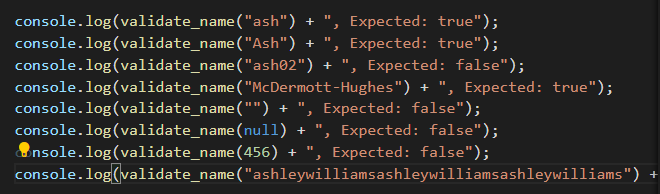 console.log(validate_name("ash") + ", Expected: true");
console.log(validate_name("Ash") + ", Expected: true");
console.log(validate_name("ash02") + ", Expected: false");
console.log(validate_name("McDermott-Hughes") + ", Expected: true");
console.log(validate_name("") + ", Expected: false");
console.log(validate_name(null) + ", Expected: false");
console.log(validate_name(456) + ", Expected: false");
console.log(validate_name("ashleywilliamsashleywilliamsashleywilliams") +